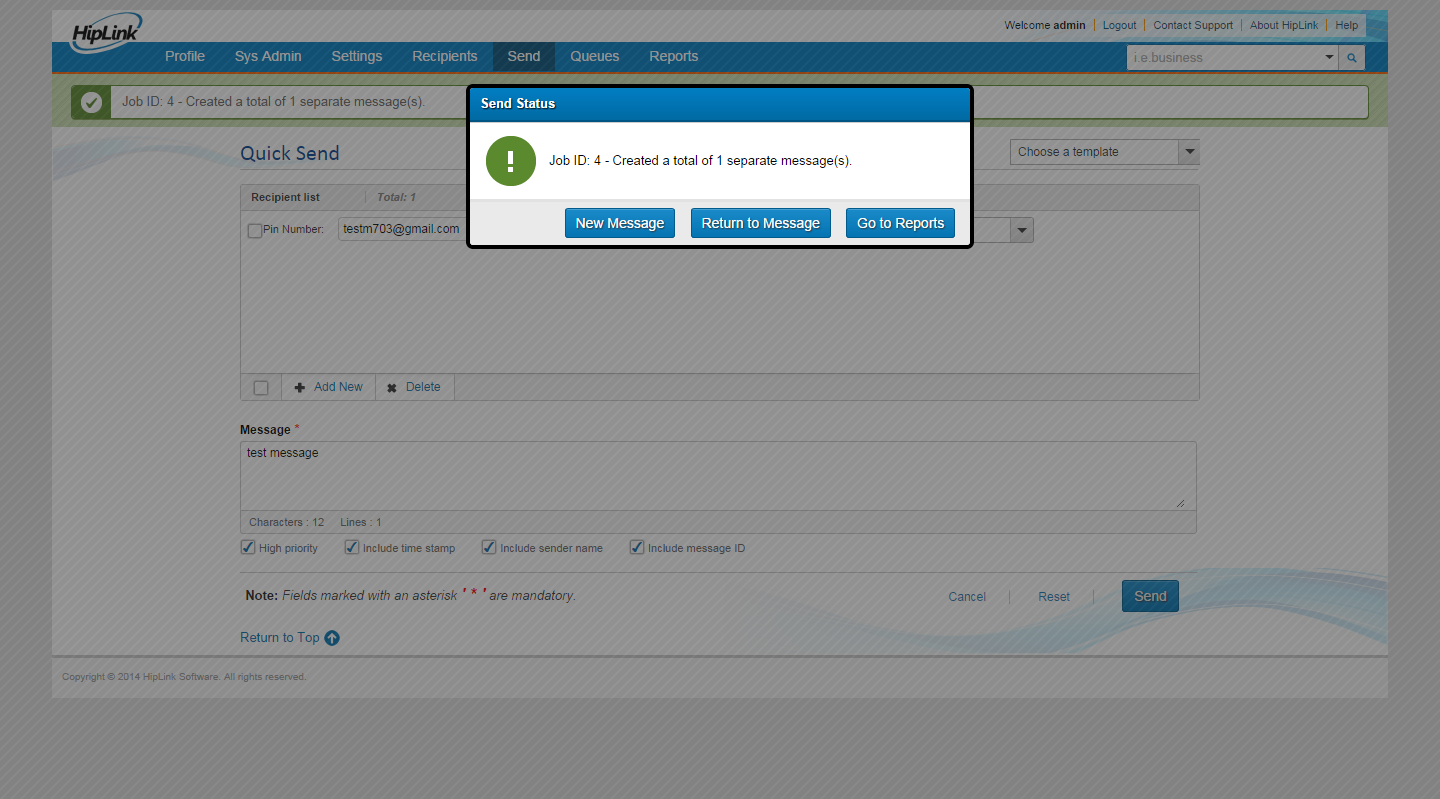 HipLink
Welcome admin Logout Contact Support About HipLink Help
Profile Sys Admin Settings Recipients Send Queues Reports
i.e.business
Job ID: 4 - Created a total of 1 separate message(s).
Send Status
Job ID: 4 - Created a total of 1 separate message(s).
New Message Return to Message Go to Reports
Quick Send
Choose a template
Recipient list Total: 1
Pin Number: testm703@gmail.com
Add New Delete
Message *
test message
Characters : 12 Lines : 1
High priority Include time stamp Include sender name Include message ID
Note: Fields marked with an asterisk ' * ' are mandatory.
Cancel Reset Send
Return to Top
Copyright © 2014 HipLink Software. All rights reserved.